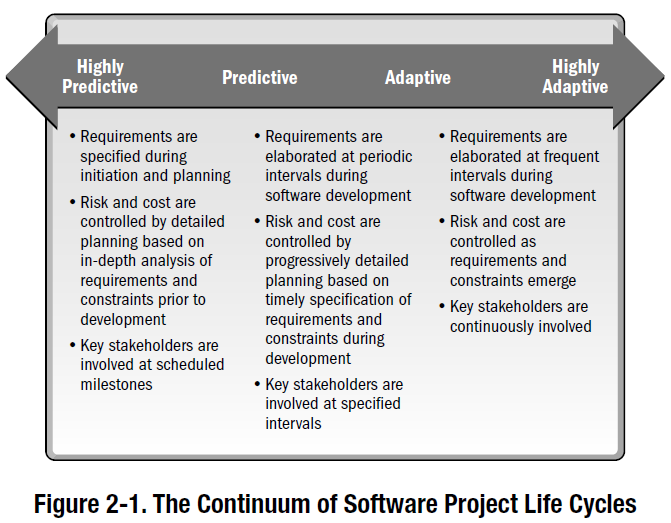 Highly
Predictive
Predictive
Adaptive
Highly
Adaptive
• Requirements are
specified during
initiation and planning
• Risk and cost are
controlled by detailed
planning based on
in-depth analysis of
requirements and
constraints prior to
development
• Key stakeholders are
involved at scheduled
milestones
• Requirements are
elaborated at periodic
intervals during
software development
• Risk and cost are
controlled by
progressively detailed
planning based on
timely specification of
requirements and
constraints during
development
• Key stakeholders are
involved at specified
intervals
• Requirements are
elaborated at frequent
intervals during
software development
• Risk and cost are
controlled as
requirements and
constraints emerge
• Key stakeholders are
continuously involved
Figure 2-1. The Continuum of Software Project Life Cycles